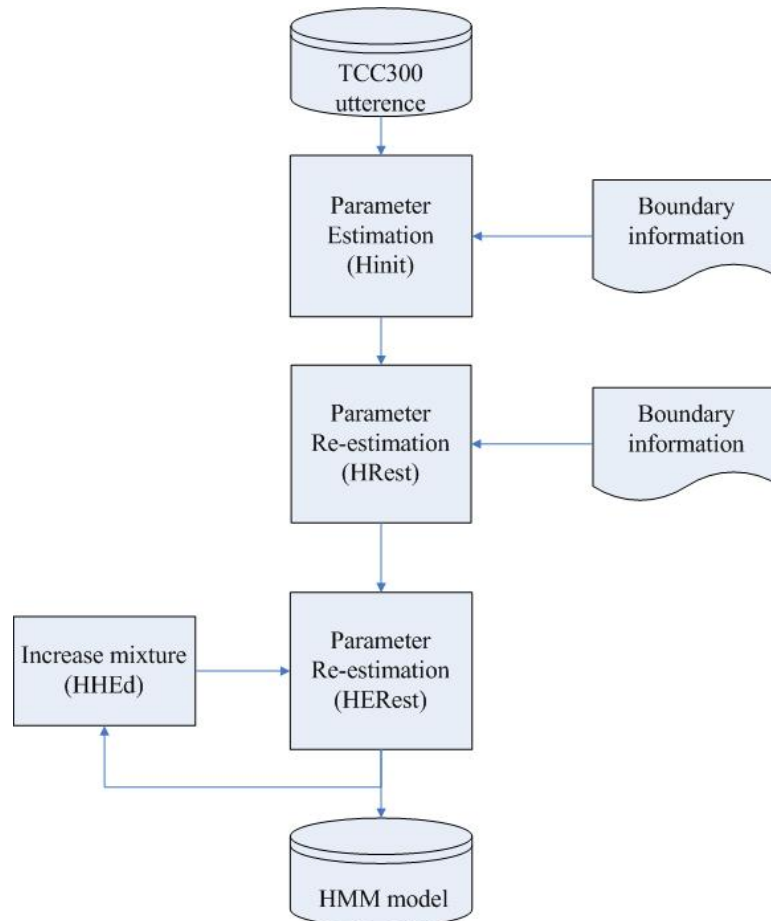 TCC300
utterence
Parameter
Estimation
(Hinit)
Boundary
information
Parameter
Re-estimation
(HRest)
Boundary
information
Increase mixture
(HHEd)
Parameter
Re-estimation
(HERest)
HMM model